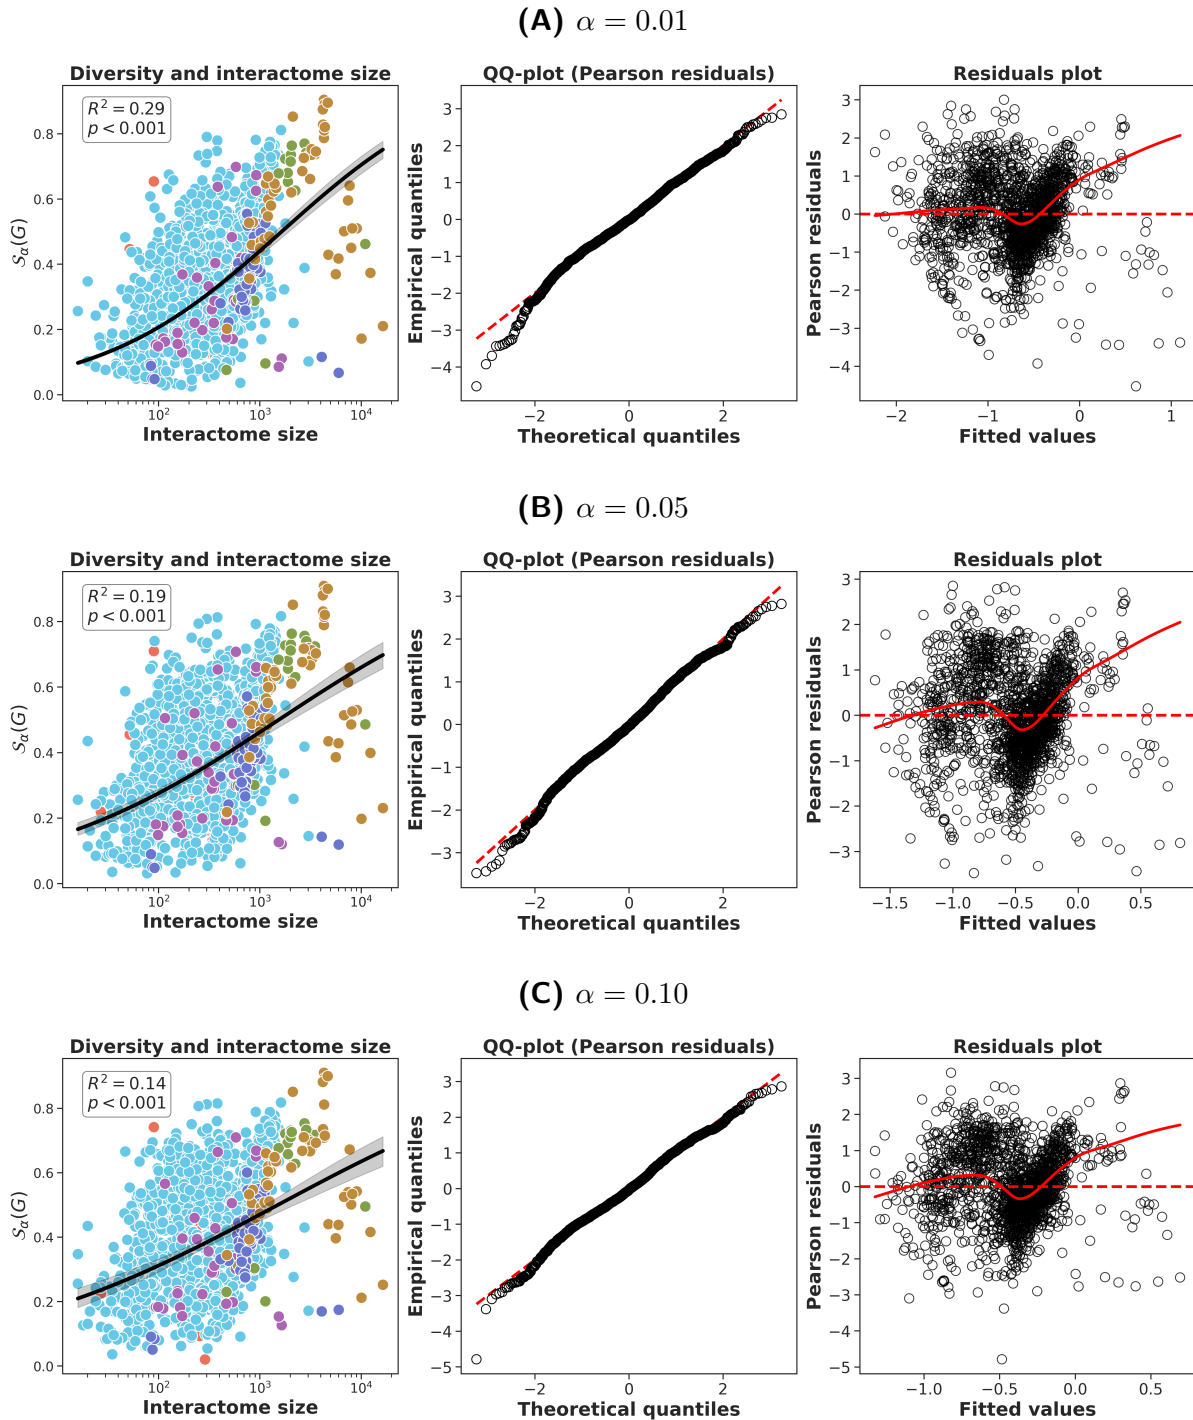 (A) α = 0.01
Diversity and interactome size
QQ-plot (Pearson residuals)
Residuals plot
R² = 0.29
p < 0.001
𝒮α(G)
0.8
0.6
0.4
0.2
0.0
10²
10³
10⁴
Interactome size
Empirical quantiles
3
2
1
0
−1
−2
−3
−4
−2
0
2
Theoretical quantiles
Pearson residuals
3
2
1
0
−1
−2
−3
−4
−2
−1
0
1
Fitted values
(B) α = 0.05
Diversity and interactome size
QQ-plot (Pearson residuals)
Residuals plot
R² = 0.19
p < 0.001
𝒮α(G)
0.8
0.6
0.4
0.2
0.0
10²
10³
10⁴
Interactome size
Empirical quantiles
3
2
1
0
−1
−2
−3
−2
0
2
Theoretical quantiles
Pearson residuals
3
2
1
0
−1
−2
−3
−1.5
−1.0
−0.5
0.0
0.5
Fitted values
(C) α = 0.10
Diversity and interactome size
QQ-plot (Pearson residuals)
Residuals plot
R² = 0.14
p < 0.001
𝒮α(G)
0.8
0.6
0.4
0.2
0.0
10²
10³
10⁴
Interactome size
Empirical quantiles
3
2
1
0
−1
−2
−3
−4
−5
−2
0
2
Theoretical quantiles
Pearson residuals
3
2
1
0
−1
−2
−3
−4
−5
−1.0
−0.5
0.0
0.5
Fitted values